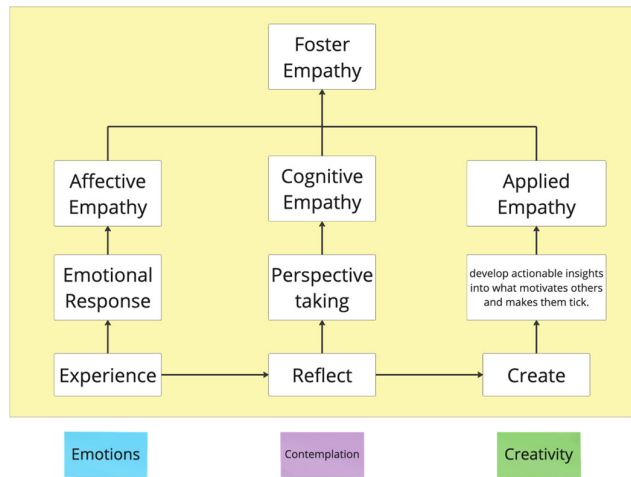 Foster
Empathy
Affective
Empathy
Cognitive
Empathy
Applied
Empathy
Emotional
Response
Perspective
taking
develop actionable insights
into what motivates others
and makes them tick.
Experience
Reflect
Create
Emotions
Contemplation
Creativity